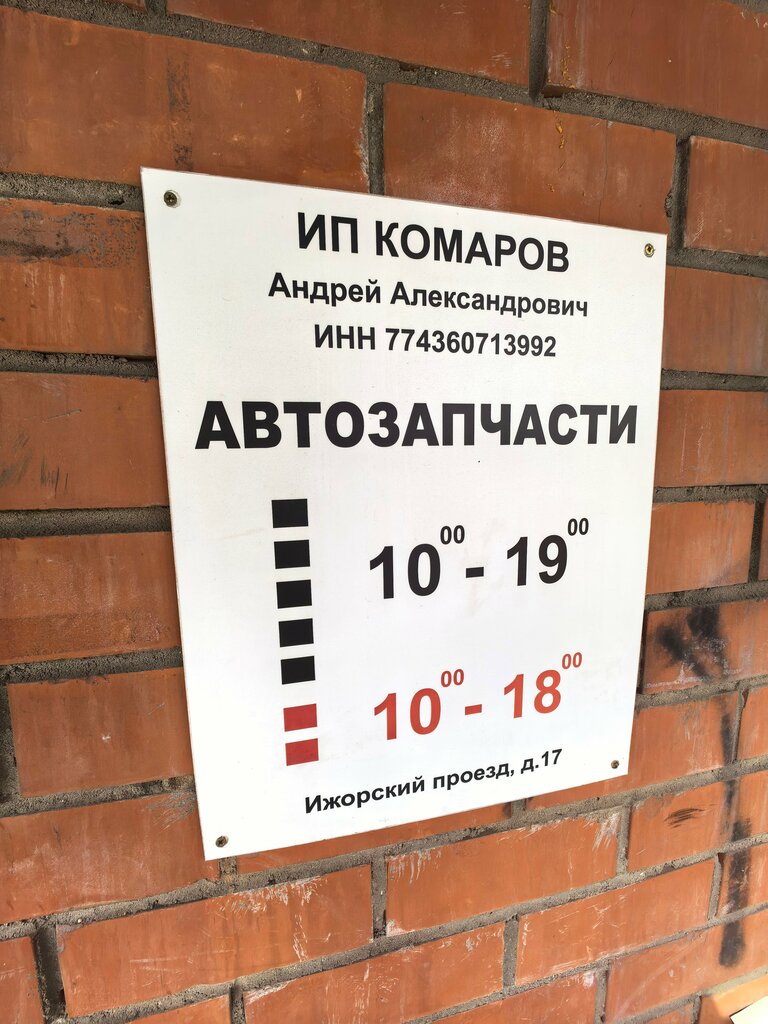 ИП КОМАРОВ
Андрей Александрович
ИНН 774360713992
АВТОЗАПЧАСТИ
10⁰⁰ - 19⁰⁰
10⁰⁰ - 18⁰⁰
Ижорский проезд, д.17